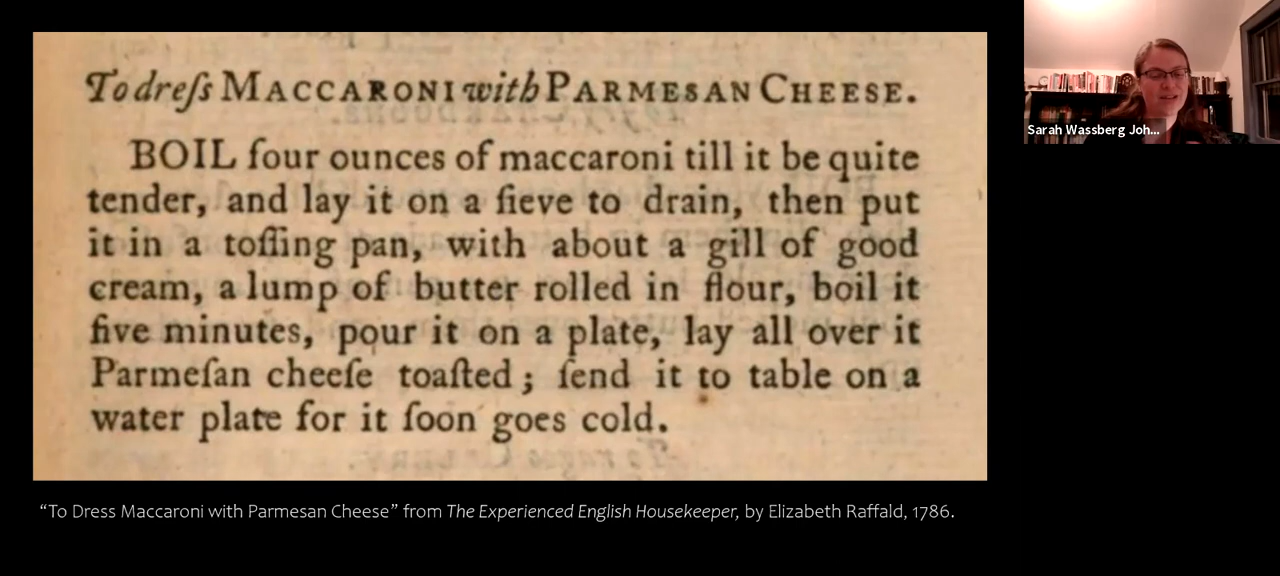 To dreſs MACCARONI with PARMESAN CHEESE.
BOIL four ounces of maccaroni till it be quite
tender, and lay it on a ſieve to drain, then put
it in a toſſing pan, with about a gill of good
cream, a lump of butter rolled in flour, boil it
five minutes, pour it on a plate, lay all over it
Parmeſan cheeſe toaſted; ſend it to table on a
water plate for it ſoon goes cold.
“To Dress Maccaroni with Parmesan Cheese” from The Experienced English Housekeeper, by Elizabeth Raffald, 1786.
Sarah Wassberg Joh...